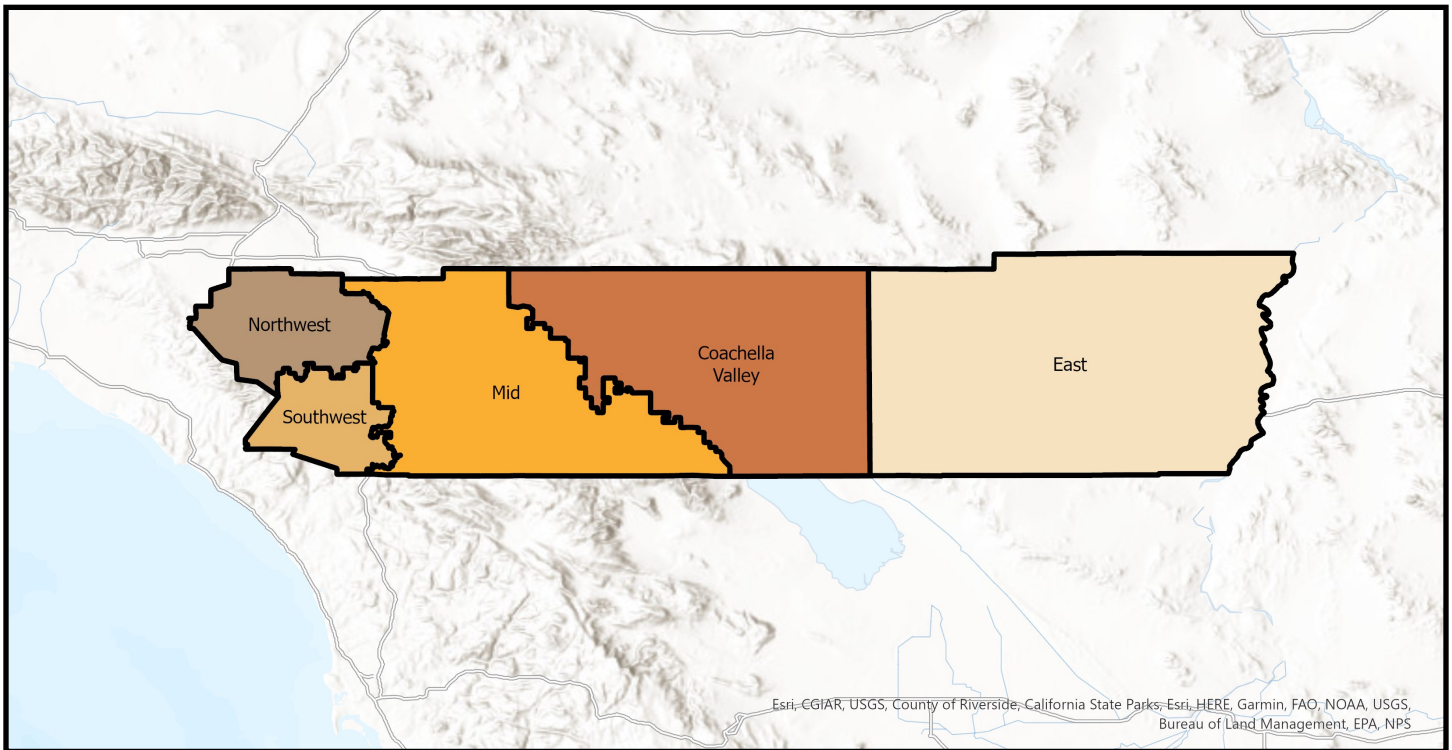 Northwest
Southwest
Mid
Coachella
Valley
East
Esri, CGIAR, USGS, County of Riverside, California State Parks, Esri, HERE, Garmin, FAO, NOAA, USGS,
Bureau of Land Management, EPA, NPS